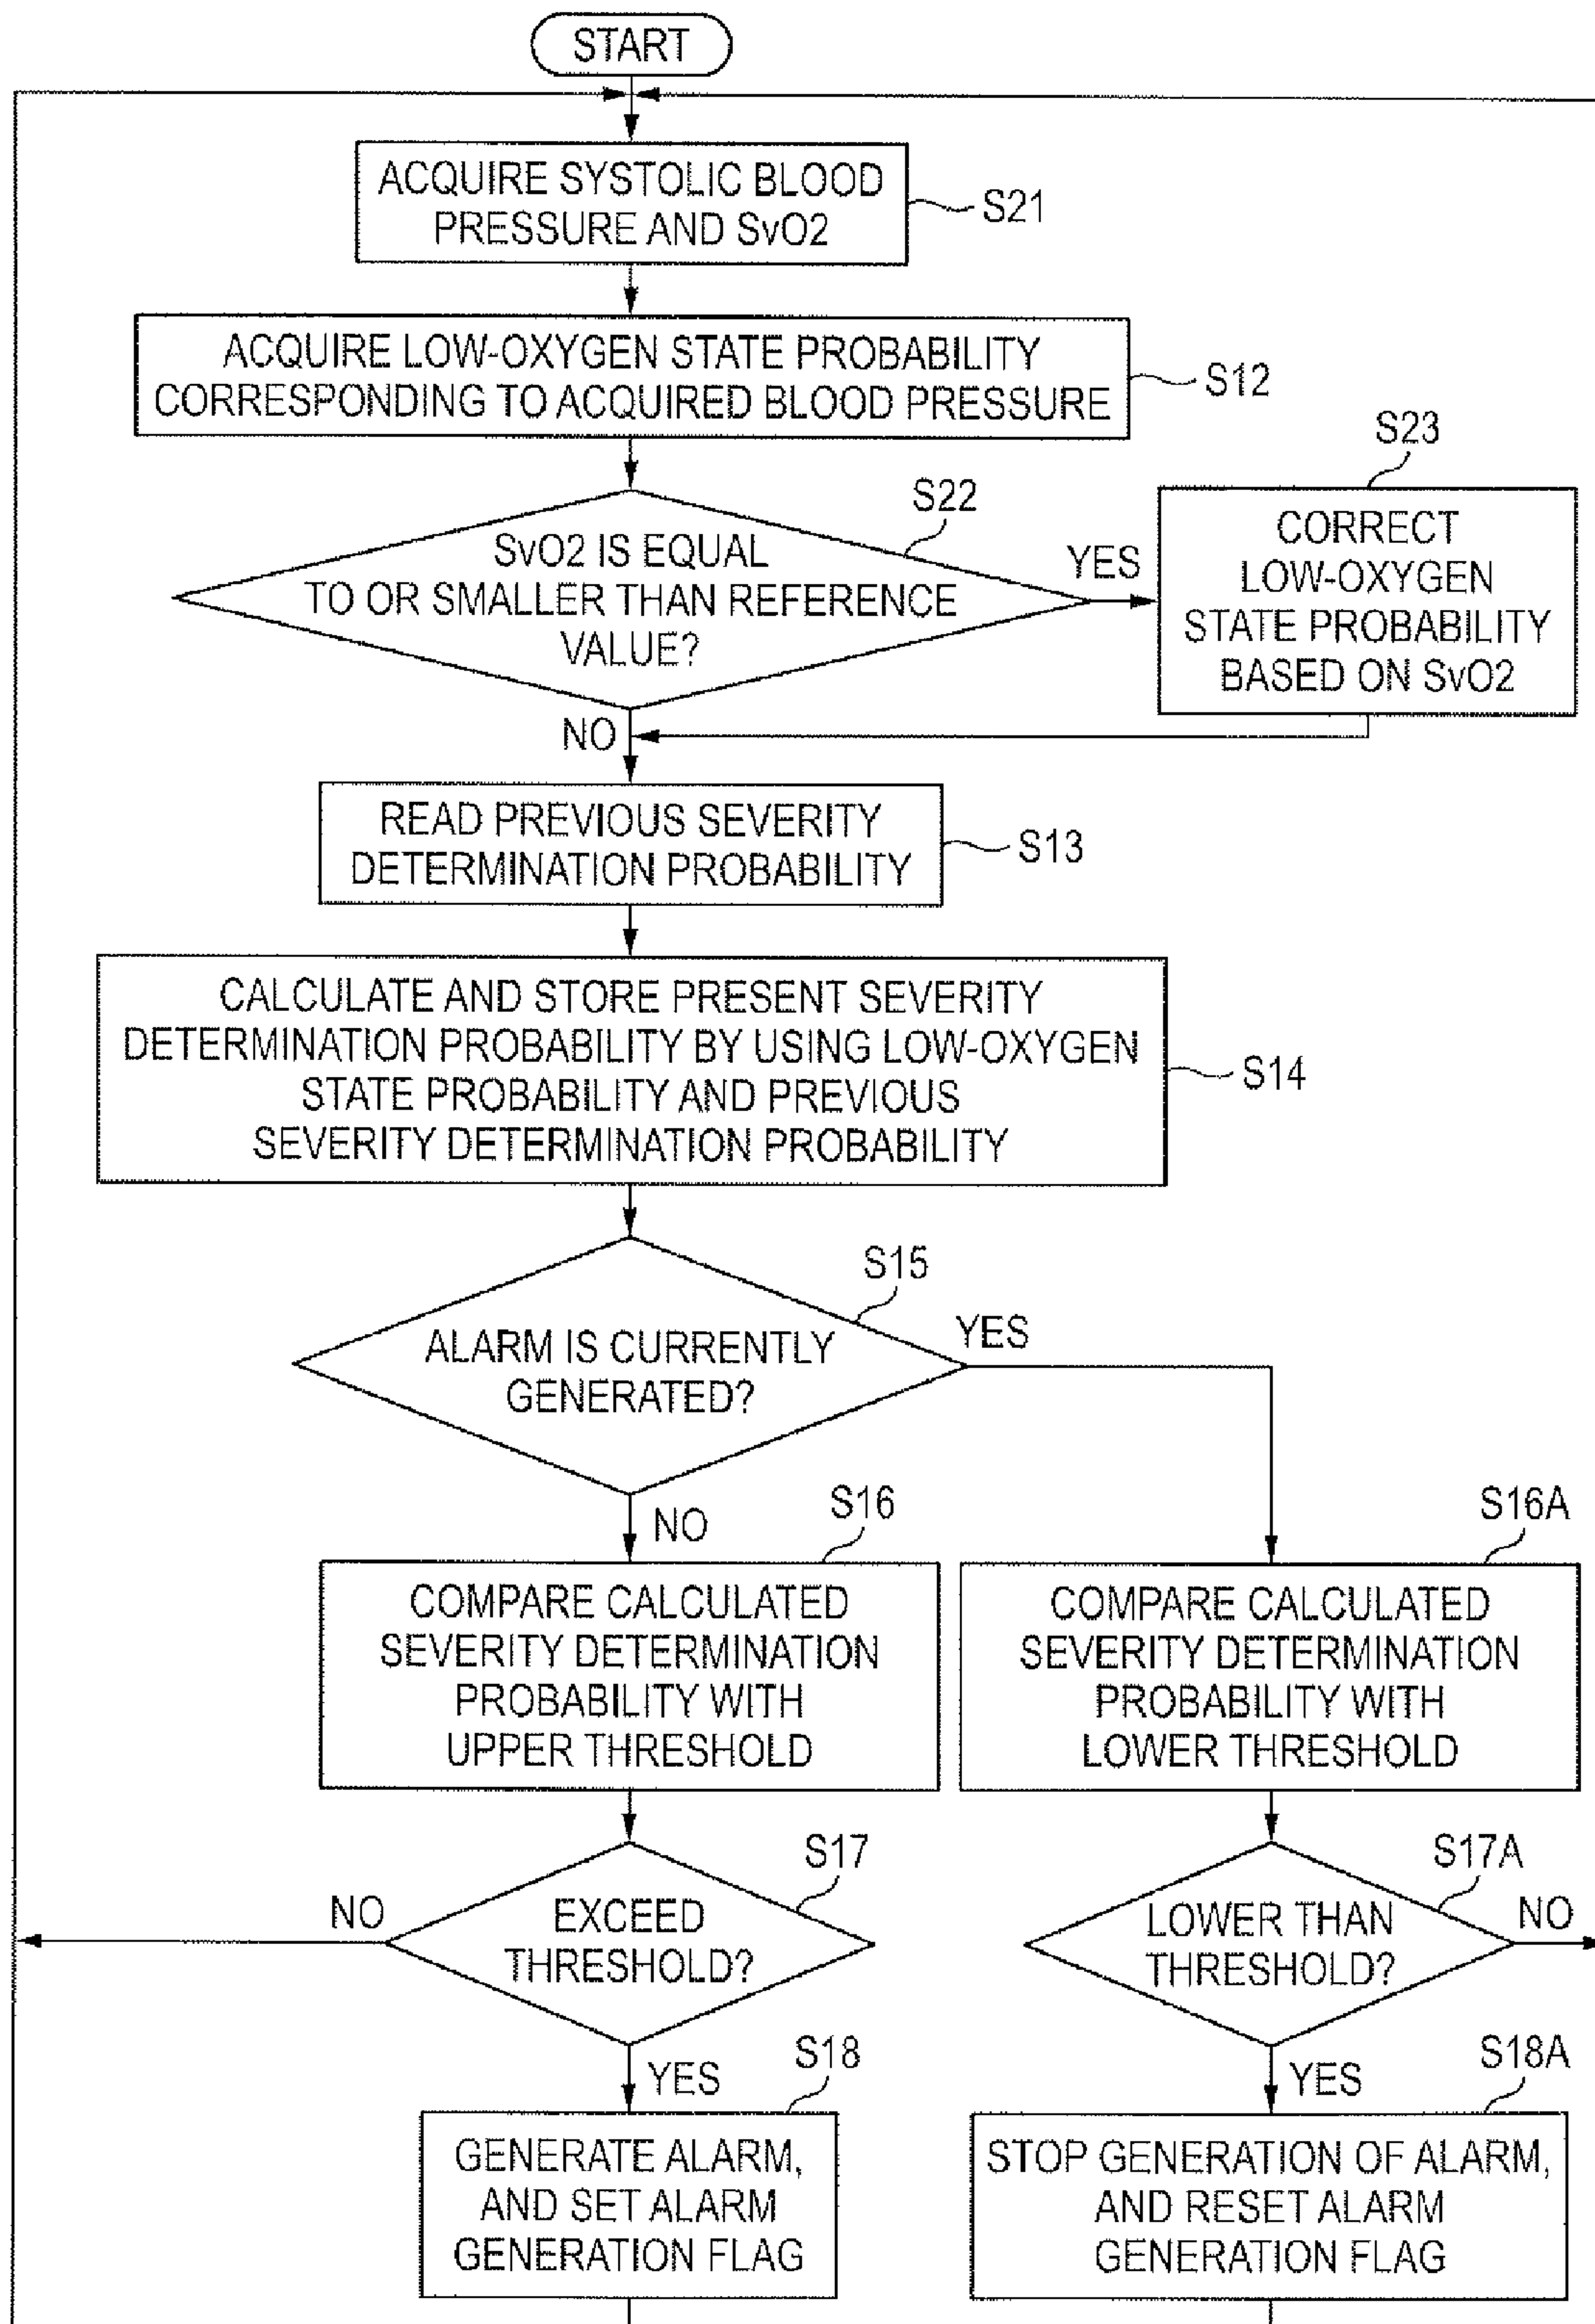 START
ACQUIRE SYSTOLIC BLOOD
PRESSURE AND SvO2
S21
ACQUIRE LOW-OXYGEN STATE PROBABILITY
CORRESPONDING TO ACQUIRED BLOOD PRESSURE
S12
S22
SvO2 IS EQUAL
TO OR SMALLER THAN REFERENCE
VALUE?
YES
NO
S23
CORRECT
LOW-OXYGEN
STATE PROBABILITY
BASED ON SvO2
READ PREVIOUS SEVERITY
DETERMINATION PROBABILITY
S13
CALCULATE AND STORE PRESENT SEVERITY
DETERMINATION PROBABILITY BY USING LOW-OXYGEN
STATE PROBABILITY AND PREVIOUS
SEVERITY DETERMINATION PROBABILITY
S14
S15
ALARM IS CURRENTLY
GENERATED?
YES
NO
S16
COMPARE CALCULATED
SEVERITY DETERMINATION
PROBABILITY WITH
UPPER THRESHOLD
S16A
COMPARE CALCULATED
SEVERITY DETERMINATION
PROBABILITY WITH
LOWER THRESHOLD
S17
NO
EXCEED
THRESHOLD?
YES
S17A
LOWER THAN
THRESHOLD?
NO
YES
S18
GENERATE ALARM,
AND SET ALARM
GENERATION FLAG
S18A
STOP GENERATION OF ALARM,
AND RESET ALARM
GENERATION FLAG